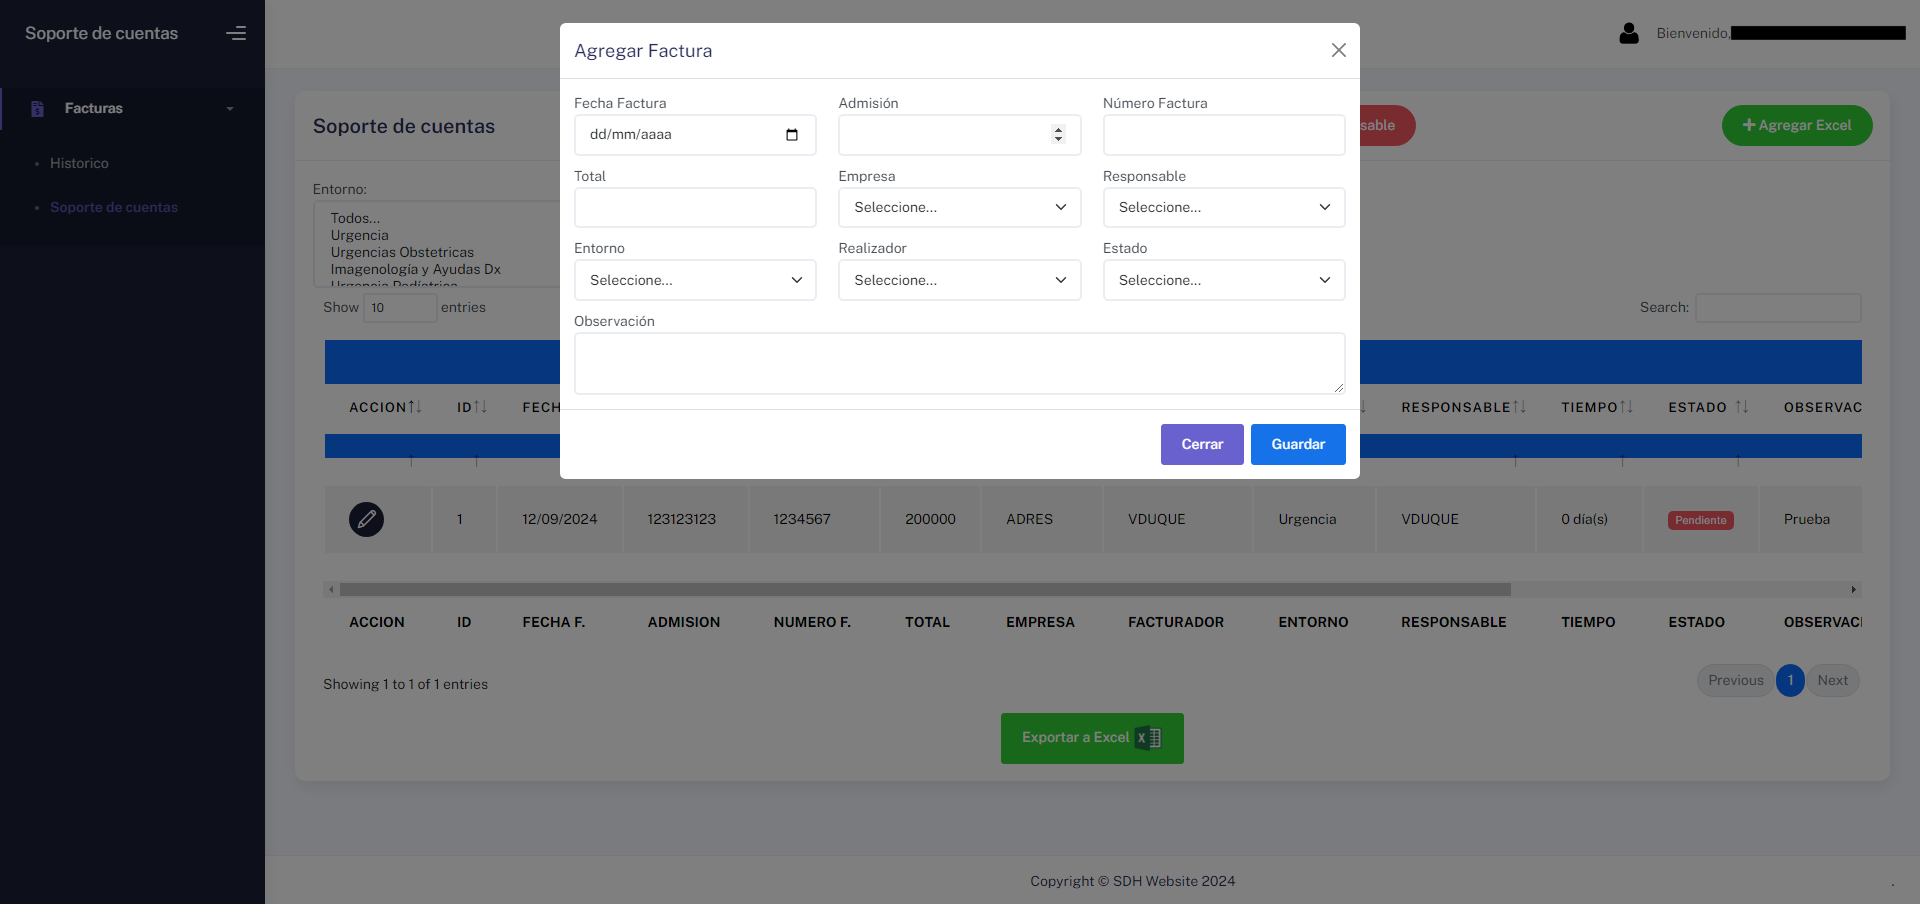 Soporte de cuentas
Facturas
Historico
Soporte de cuentas
Bienvenido,
Soporte de cuentas
sable
Agregar Excel
Entorno:
Todos...
Urgencia
Urgencias Obstetricas
Imagenología y Ayudas Dx
Urgencia Pediatrica
Show 10 entries
Search:
Agregar Factura
Fecha Factura
Admisión
Número Factura
dd/mm/aaaa
Total
Empresa
Responsable
Seleccione...
Seleccione...
Entorno
Realizador
Estado
Seleccione...
Seleccione...
Seleccione...
Observación
Cerrar
Guardar
ACCION ID FECH RESPONSABLE TIEMPO ESTADO OBSERVAC
1 12/09/2024 123123123 1234567 200000 ADRES VDUQUE Urgencia VDUQUE 0 día(s) Pendiente Prueba
ACCION ID FECHA F. ADMISION NUMERO F. TOTAL EMPRESA FACTURADOR ENTORNO RESPONSABLE TIEMPO ESTADO OBSERVACI
Showing 1 to 1 of 1 entries
Previous 1 Next
Exportar a Excel
Copyright © SDH Website 2024
.